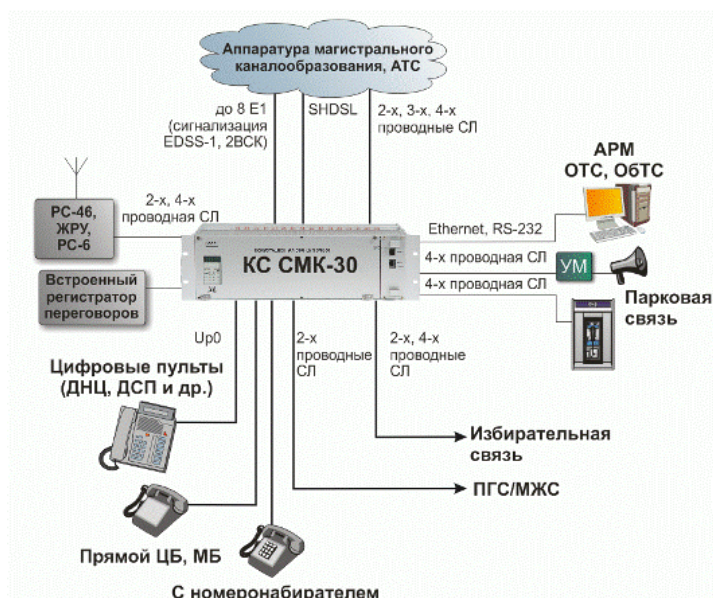 Аппаратура магистрального
каналообразования, АТС
до 8 Е1
(сигнализация
EDSS-1, 2ВСК)
SHDSL
2-х, 3-х, 4-х
проводные СЛ
АРМ
ОТС, ОбТС
РС-46,
ЖРУ,
РС-6
2-х, 4-х
проводная СЛ
Ethernet, RS-232
КС СМК-30
4-х проводная СЛ
УМ
4-х проводная СЛ
Парковая
связь
Встроенный
регистратор
переговоров
Up0
2-х
проводные
СЛ
2-х, 4-х
проводные
СЛ
Цифровые пульты
(ДНЦ, ДСП и др.)
Избирательная
связь
ПГС/МЖС
Прямой ЦБ, МБ
С номеронабирателем